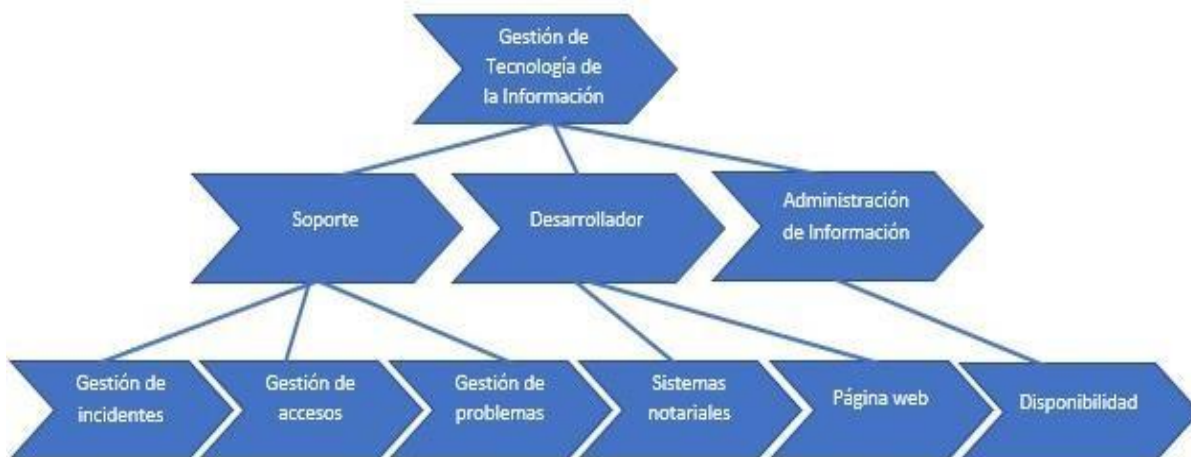 Gestión de
Tecnología de
la Información
Soporte
Desarrollador
Administración
de Información
Gestión de
incidentes
Gestión de
accesos
Gestión de
problemas
Sistemas
notariales
Página web
Disponibilidad